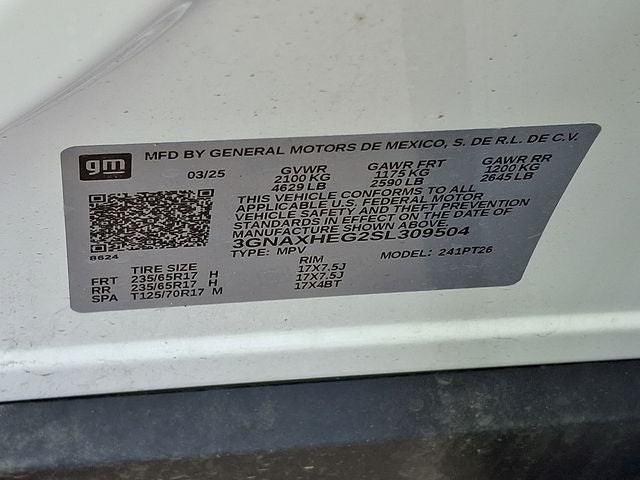 gm
MFD BY GENERAL MOTORS DE MEXICO, S. DE R.L. DE C.V.
03/25 GVWR GAWR FRT GAWR RR
2100 KG 1175 KG 1200 KG
4629 LB 2590 LB 2645 LB
THIS VEHICLE CONFORMS TO ALL
APPLICABLE U.S. FEDERAL MOTOR
VEHICLE SAFETY AND THEFT PREVENTION
STANDARDS IN EFFECT ON THE DATE OF
MANUFACTURE SHOWN ABOVE.
3GNAXHEG2SL309504
8624
TYPE: MPV MODEL: 241PT26
TIRE SIZE RIM
FRT 235/65R17 H 17X7.5J
RR 235/65R17 H 17X7.5J
SPA T125/70R17 M 17X4BT